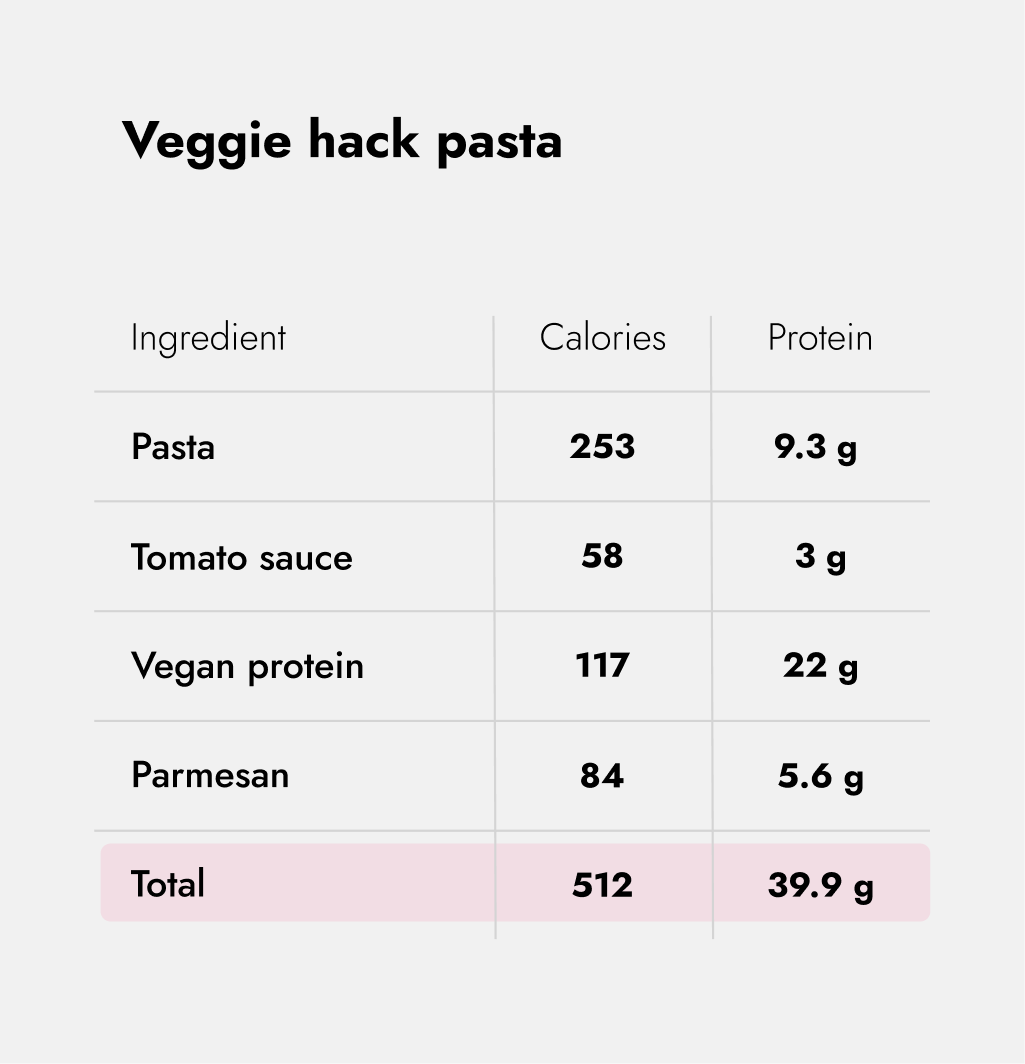 Veggie hack pasta
Ingredient Calories Protein
Pasta 253 9.3 g
Tomato sauce 58 3 g
Vegan protein 117 22 g
Parmesan 84 5.6 g
Total 512 39.9 g